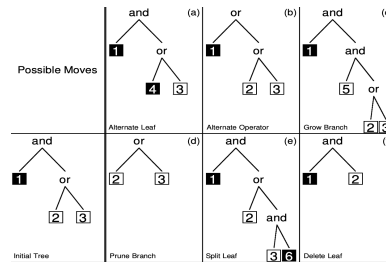 Possible Moves
and (a)
1 or
4 3
Alternate Leaf
or (b)
1 or
2 3
Alternate Operator
and (c
1 and
5 or
2 3
Grow Branch
and
1 or
2 3
Initial Tree
or (d)
2 3
Prune Branch
and (e)
1 or
2 and
3 6
Split Leaf
and (
1 2
Delete Leaf